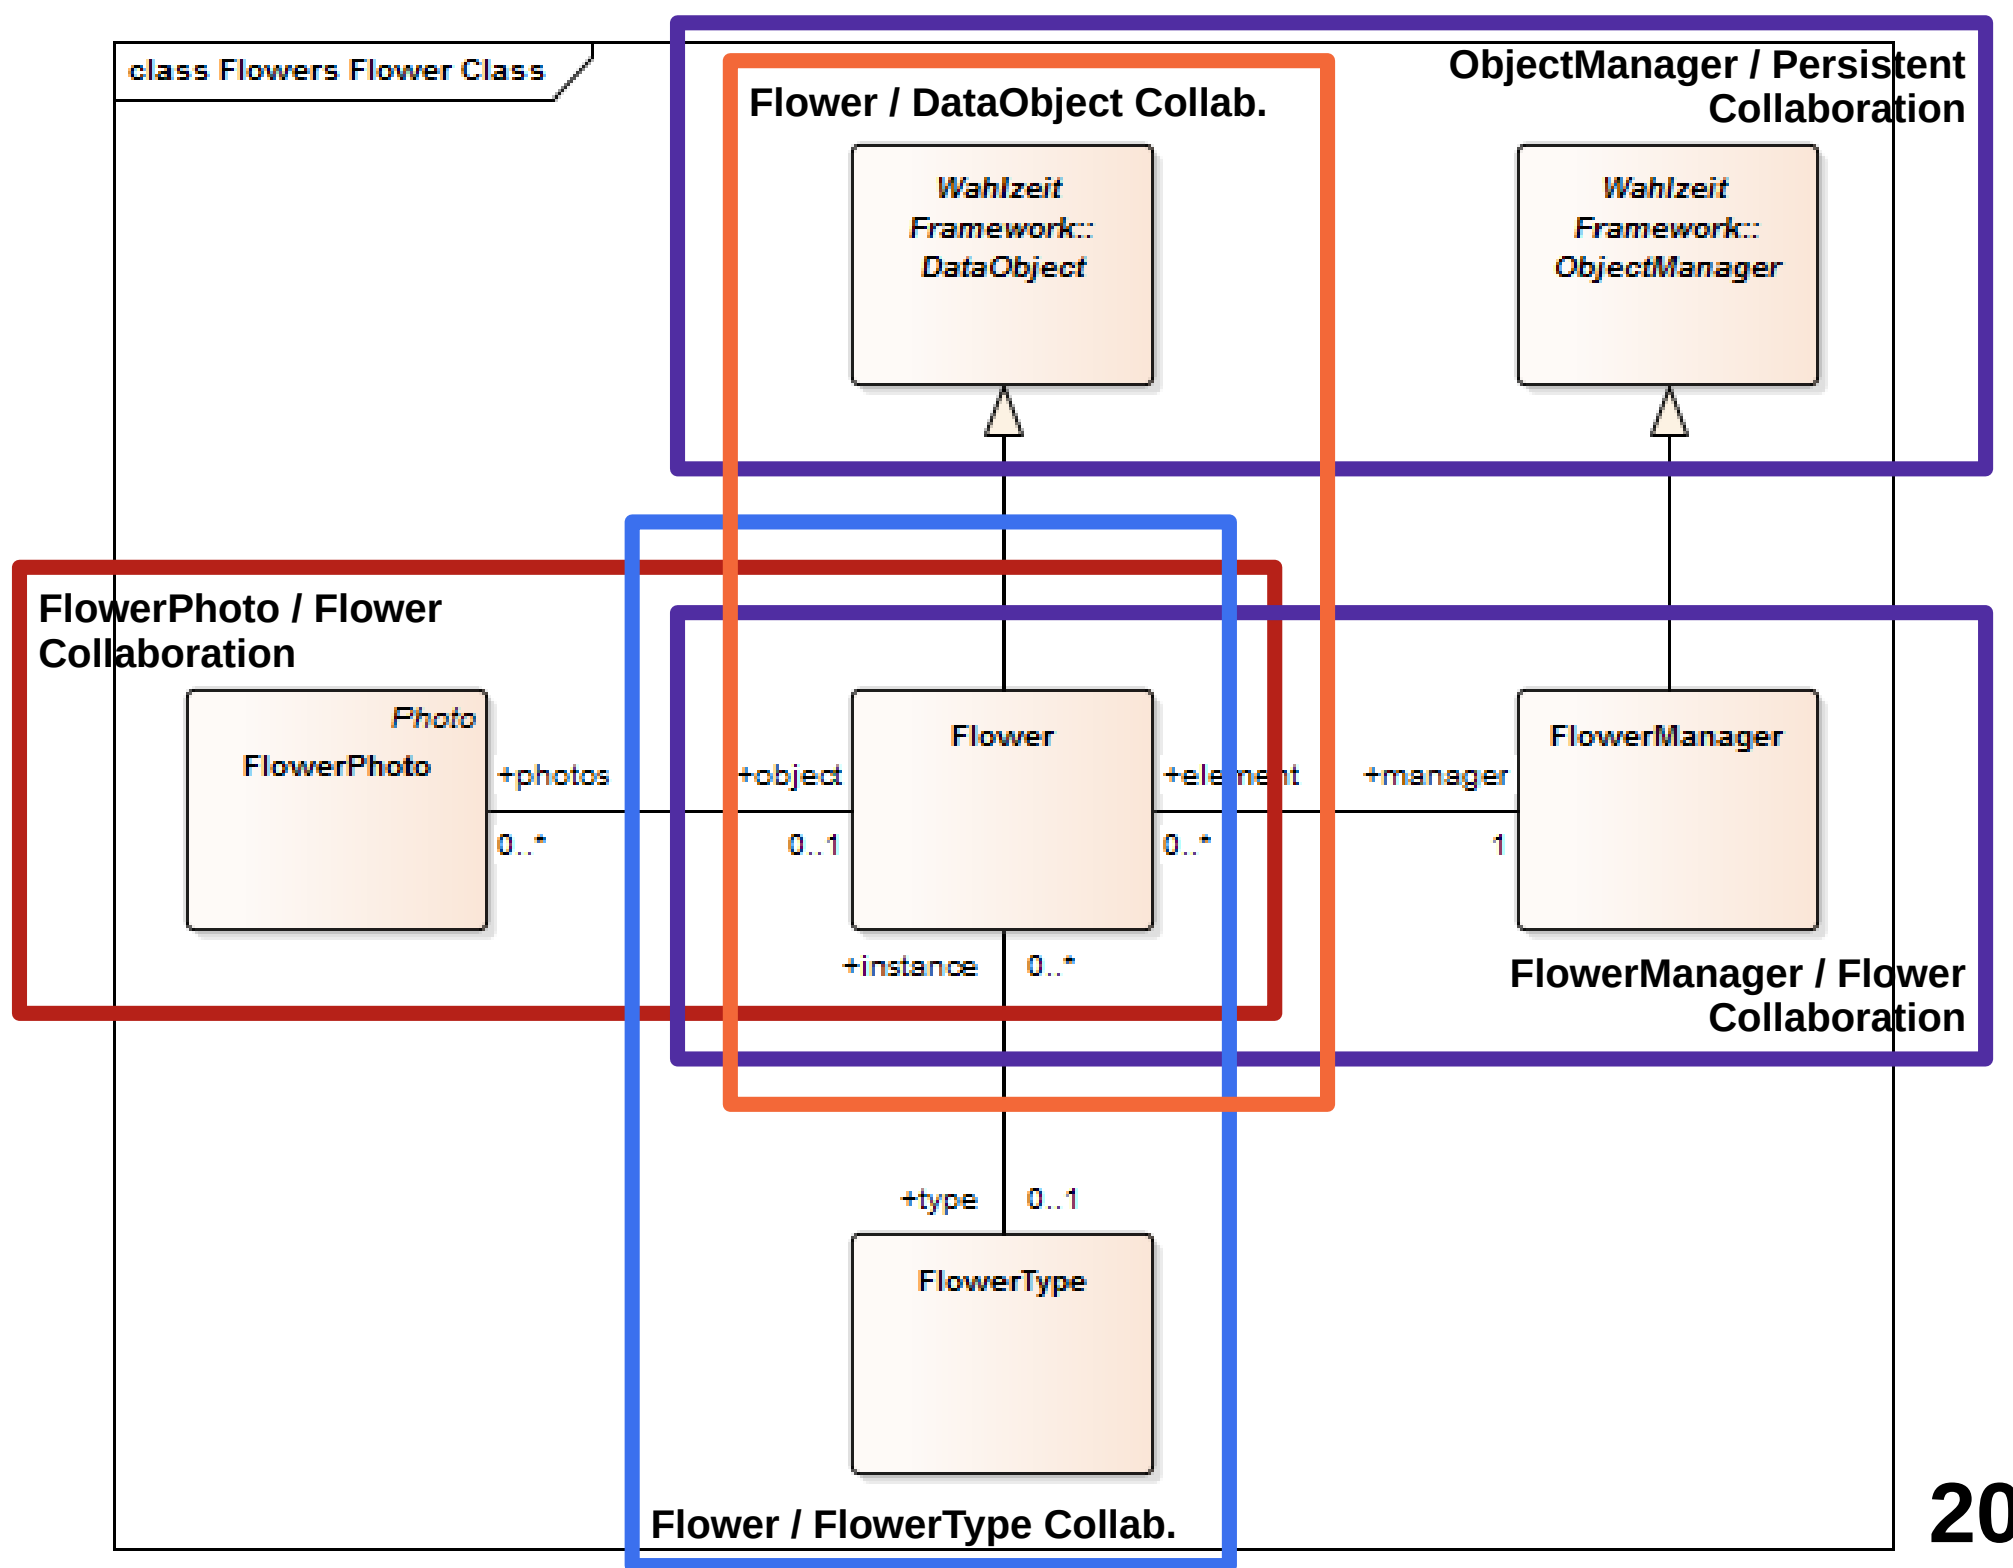 class Flowers Flower Class
ObjectManager / Persistent
Collaboration
Flower / DataObject Collab.
Wahlzeit
Framework::
DataObject
Wahlzeit
Framework::
ObjectManager
FlowerPhoto / Flower
Collaboration
Photo
FlowerPhoto
+photos
0..*
+object
0..1
Flower
+element
0..*
+manager
1
FlowerManager
+instance
0..*
FlowerManager / Flower
Collaboration
+type
0..1
FlowerType
Flower / FlowerType Collab.
20